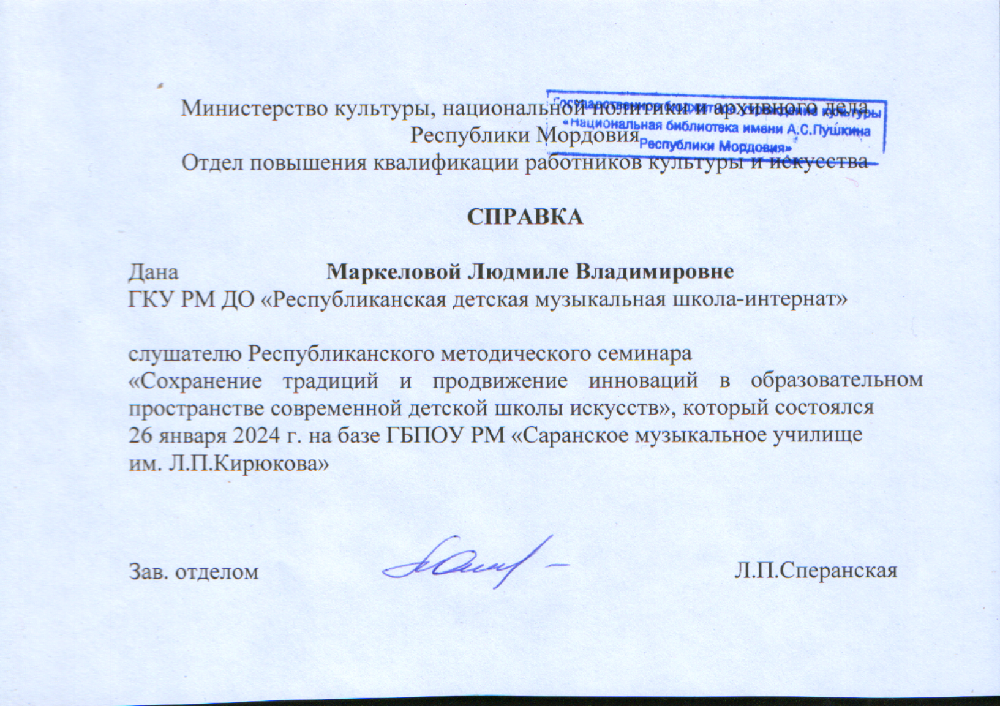 Министерство культуры, национальной политики и архивного дела
Республики Мордовия
Отдел повышения квалификации работников культуры и искусства
Государственное бюджетное учреждение культуры
«Национальная библиотека имени А.С.Пушкина
Республики Мордовия»
СПРАВКА
Дана Маркеловой Людмиле Владимировне
ГКУ РМ ДО «Республиканская детская музыкальная школа-интернат»
слушателю Республиканского методического семинара
«Сохранение традиций и продвижение инноваций в образовательном
пространстве современной детской школы искусств», который состоялся
26 января 2024 г. на базе ГБПОУ РМ «Саранское музыкальное училище
им. Л.П.Кирюкова»
Зав. отделом Л.П.Сперанская